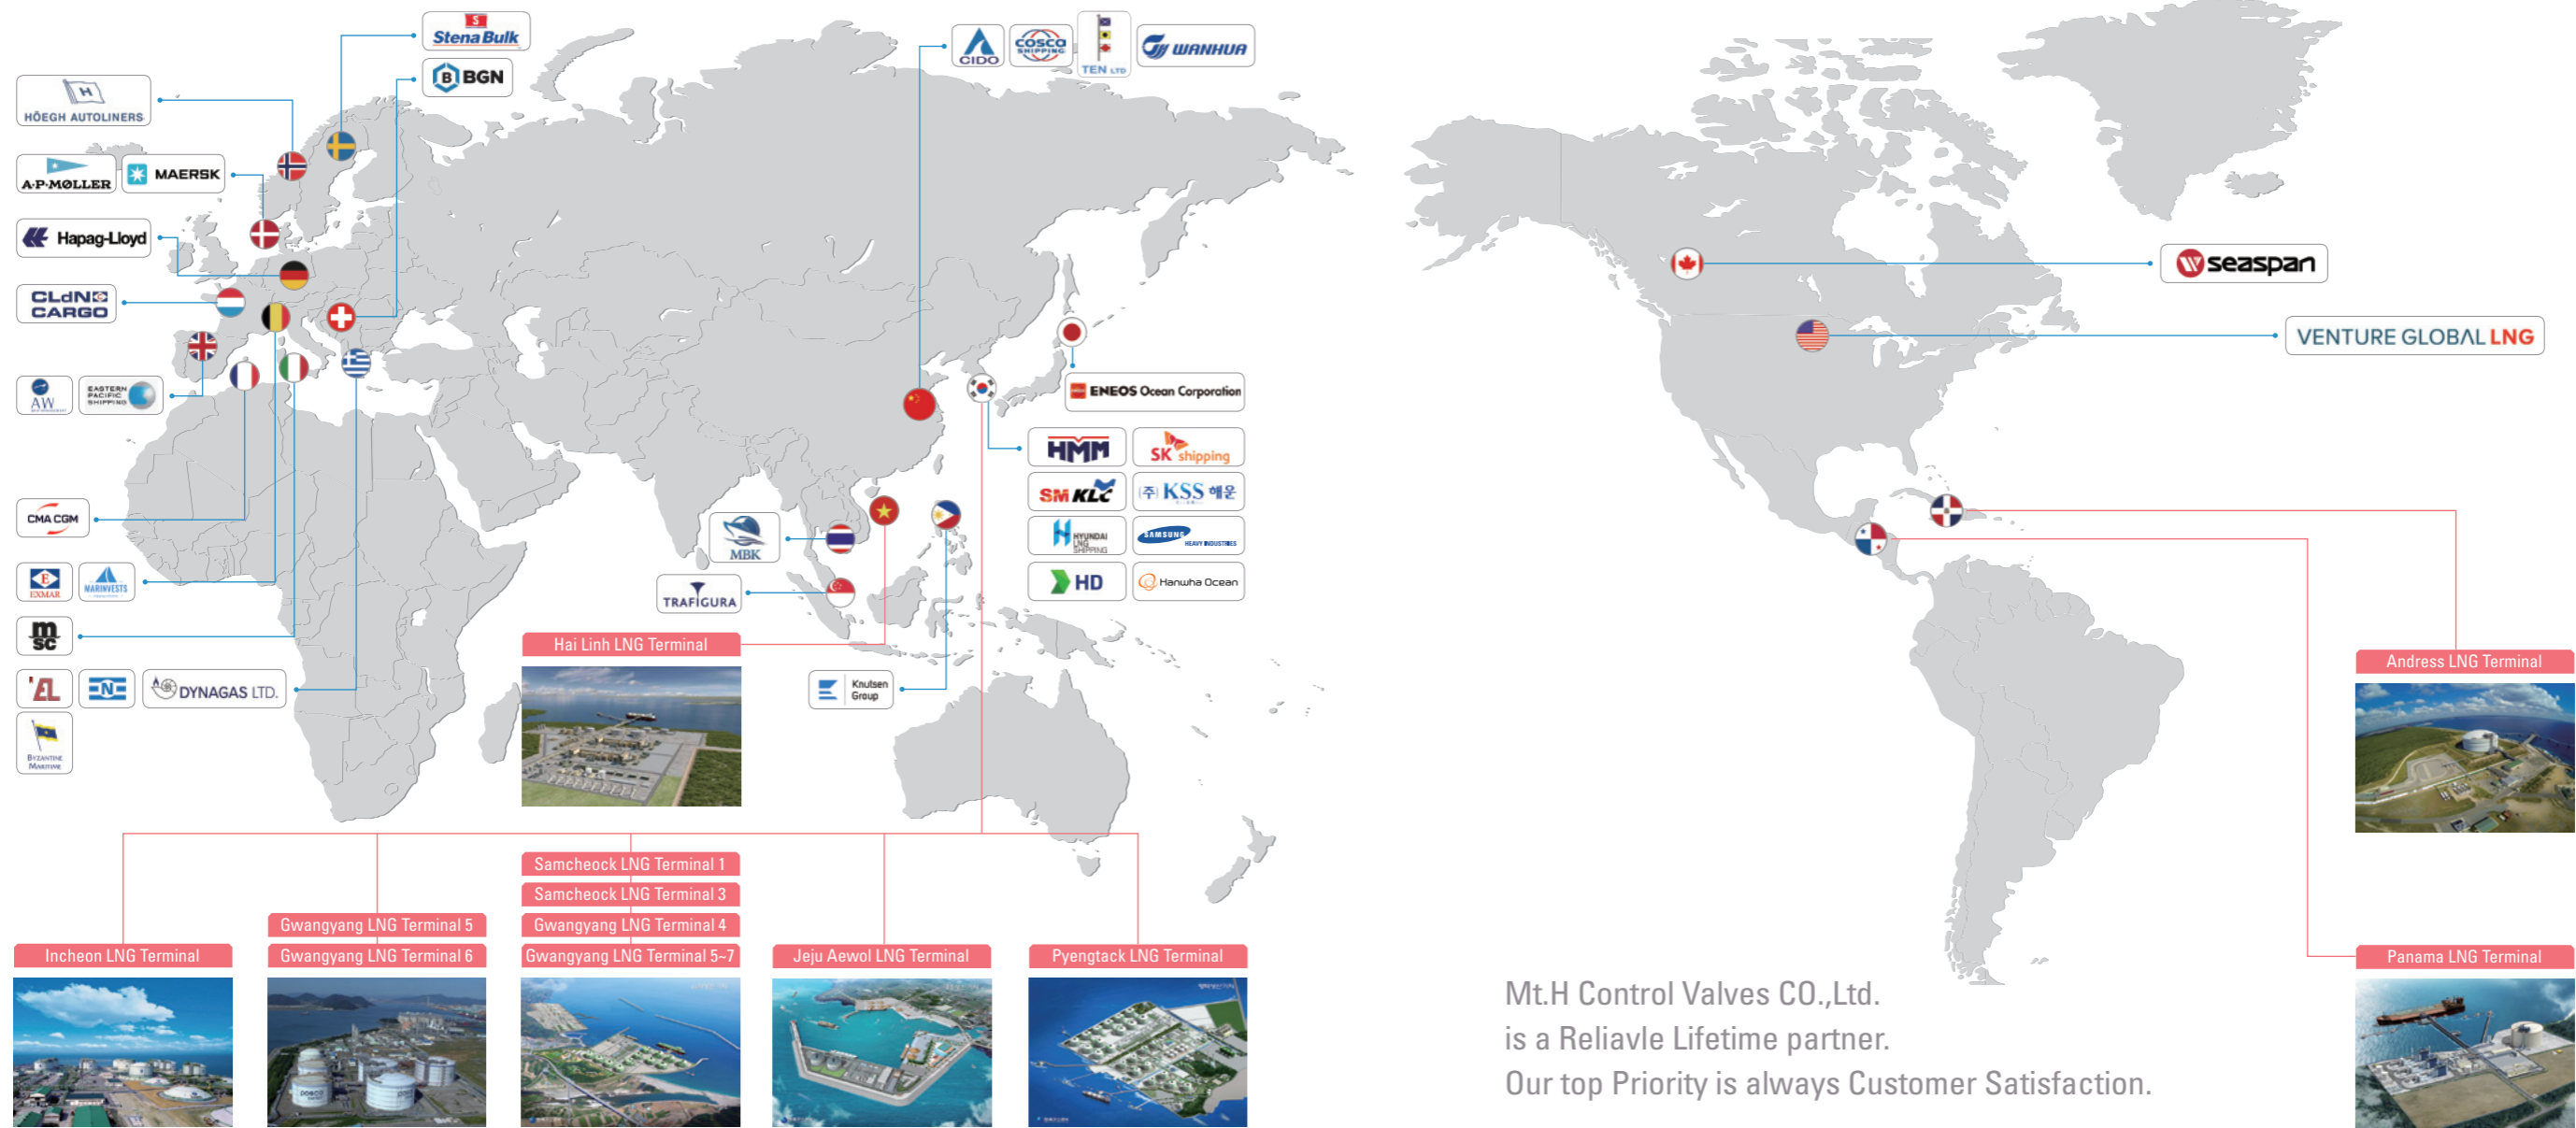 S
Stena Bulk
B BGN
H
HÖEGH AUTOLINERS
A·P·MØLLER
MAERSK
Hapag-Lloyd
CLdN
CARGO
AW
EASTERN
PACIFIC
SHIPPING
CMA CGM
E
EXMAR
MARINVESTS
msc
EL
N
DYNAGAS LTD.
BYZANTINE
MARITIME
CIDO
COSCO
SHIPPING
TEN LTD
WANHUA
ENEOS Ocean Corporation
HMM
SK shipping
SM KLC
(주) KSS 해운
HYUNDAI
LNG
SHIPPING
SAMSUNG
HEAVY INDUSTRIES
HD
Hanwha Ocean
MBK
TRAFIGURA
Knutsen
Group
seaspan
VENTURE GLOBAL LNG
Hai Linh LNG Terminal
Andress LNG Terminal
Panama LNG Terminal
Samcheock LNG Terminal 1
Samcheock LNG Terminal 3
Gwangyang LNG Terminal 5
Gwangyang LNG Terminal 4
Incheon LNG Terminal
Gwangyang LNG Terminal 6
Gwangyang LNG Terminal 5~7
Jeju Aewol LNG Terminal
Pyengtack LNG Terminal
posco
Mt.H Control Valves CO.,Ltd.
is a Reliavle Lifetime partner.
Our top Priority is always Customer Satisfaction.